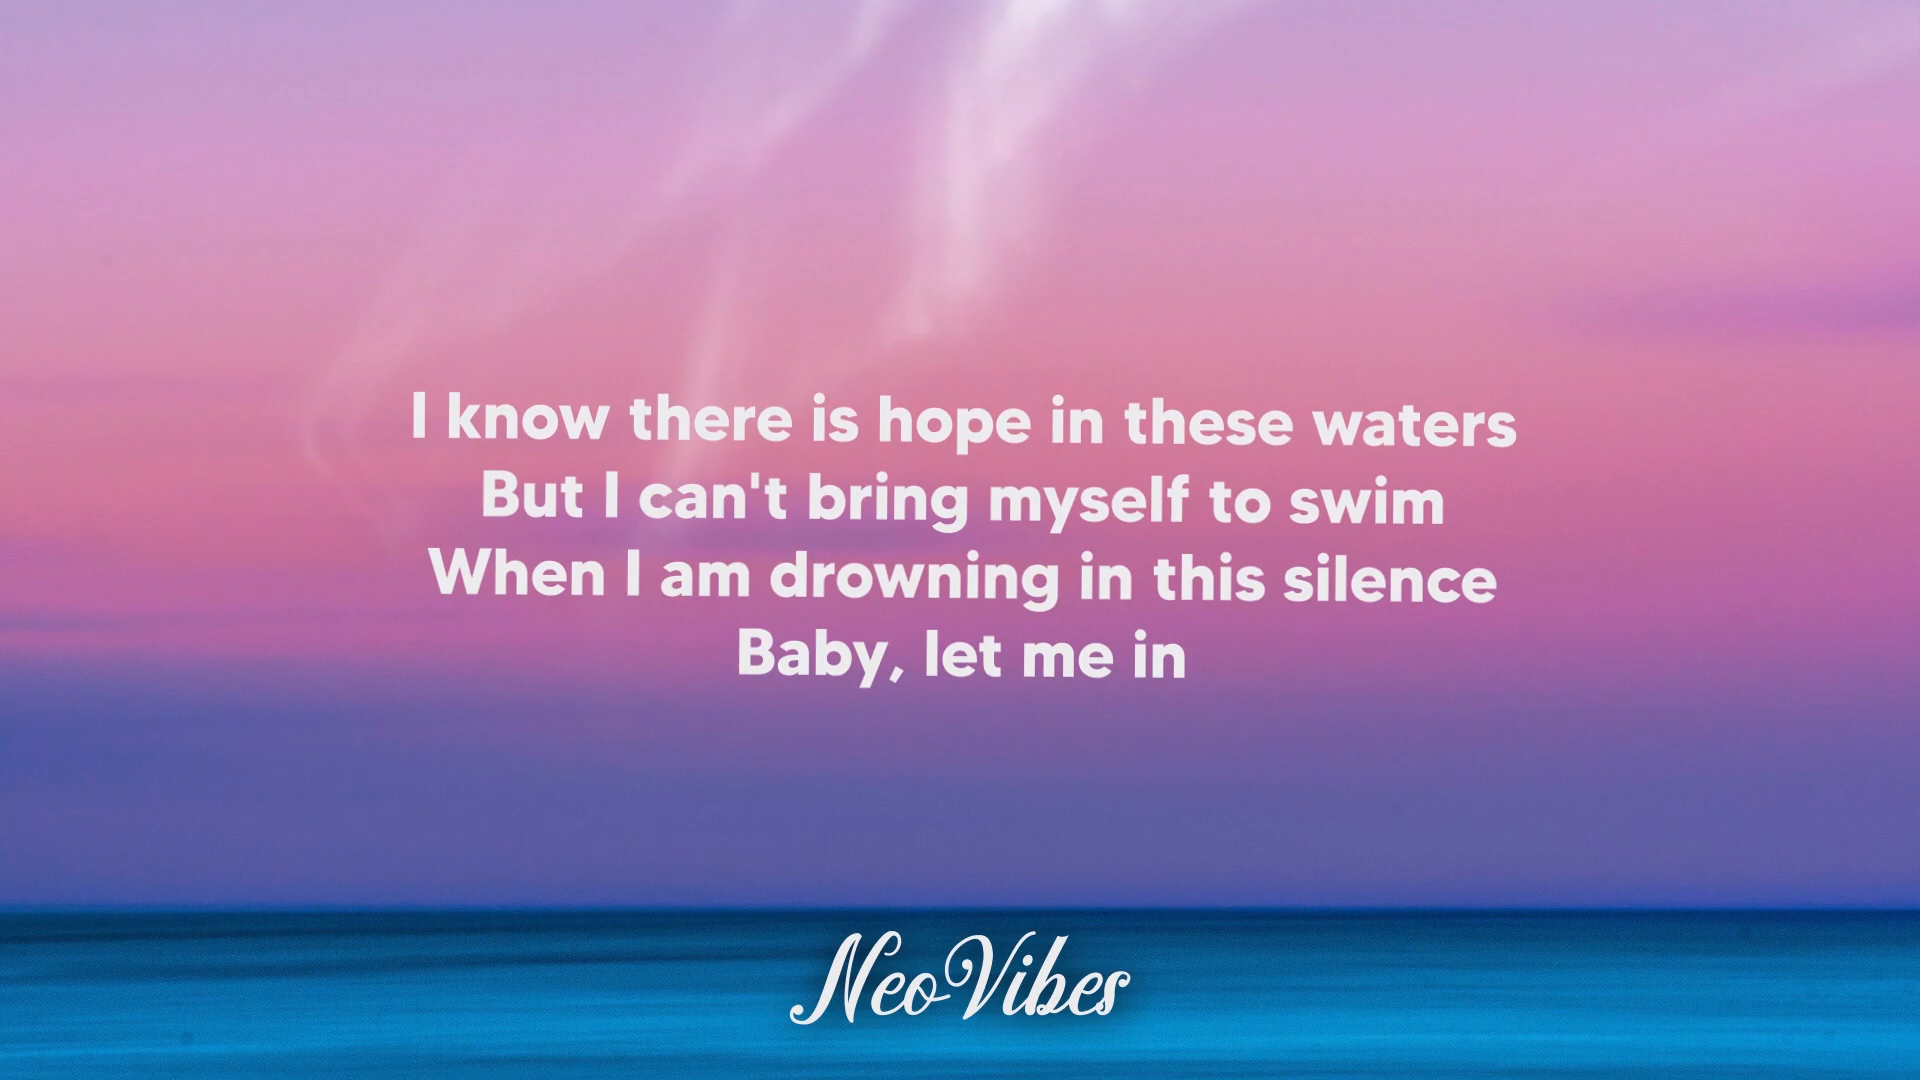 I know there is hope in these waters
But I can't bring myself to swim
When I am drowning in this silence
Baby, let me in
NeoVibes